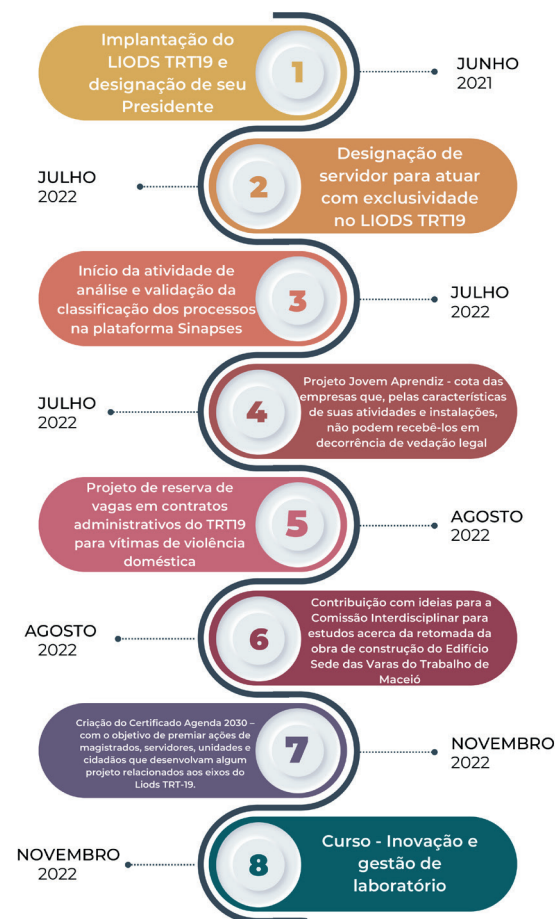 Implantação do
LIODS TRT19 e
designação de seu
Presidente
1
JUNHO
2021
JULHO
2022
2
Designação de
servidor para atuar
com exclusividade
no LIODS TRT19
Início da atividade de
análise e validação da
classificação dos processos
na plataforma Sinapses
3
JULHO
2022
JULHO
2022
4
Projeto Jovem Aprendiz - cota das
empresas que, pelas características
de suas atividades e instalações,
não podem recebê-los em
decorrência de vedação legal
Projeto de reserva de
vagas em contratos
administrativos do TRT19
para vítimas de violência
doméstica
5
AGOSTO
2022
AGOSTO
2022
6
Contribuição com ideias para a
Comissão Interdisciplinar para
estudos acerca da retomada da
obra de construção do Edifício
Sede das Varas do Trabalho de
Maceió
Criação do Certificado Agenda 2030 –
com o objetivo de premiar ações de
magistrados, servidores, unidades e
cidadãos que desenvolvam algum
projeto relacionados aos eixos do
Liods TRT-19.
7
NOVEMBRO
2022
NOVEMBRO
2022
8
Curso - Inovação e
gestão de
laboratório